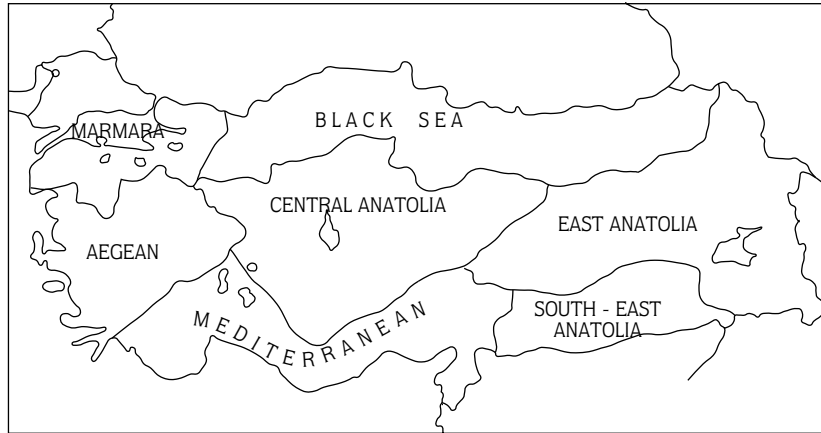 BLACK SEA
MARMARA
CENTRAL ANATOLIA
EAST ANATOLIA
AEGEAN
MEDITERRANEAN
SOUTH - EAST
ANATOLIA